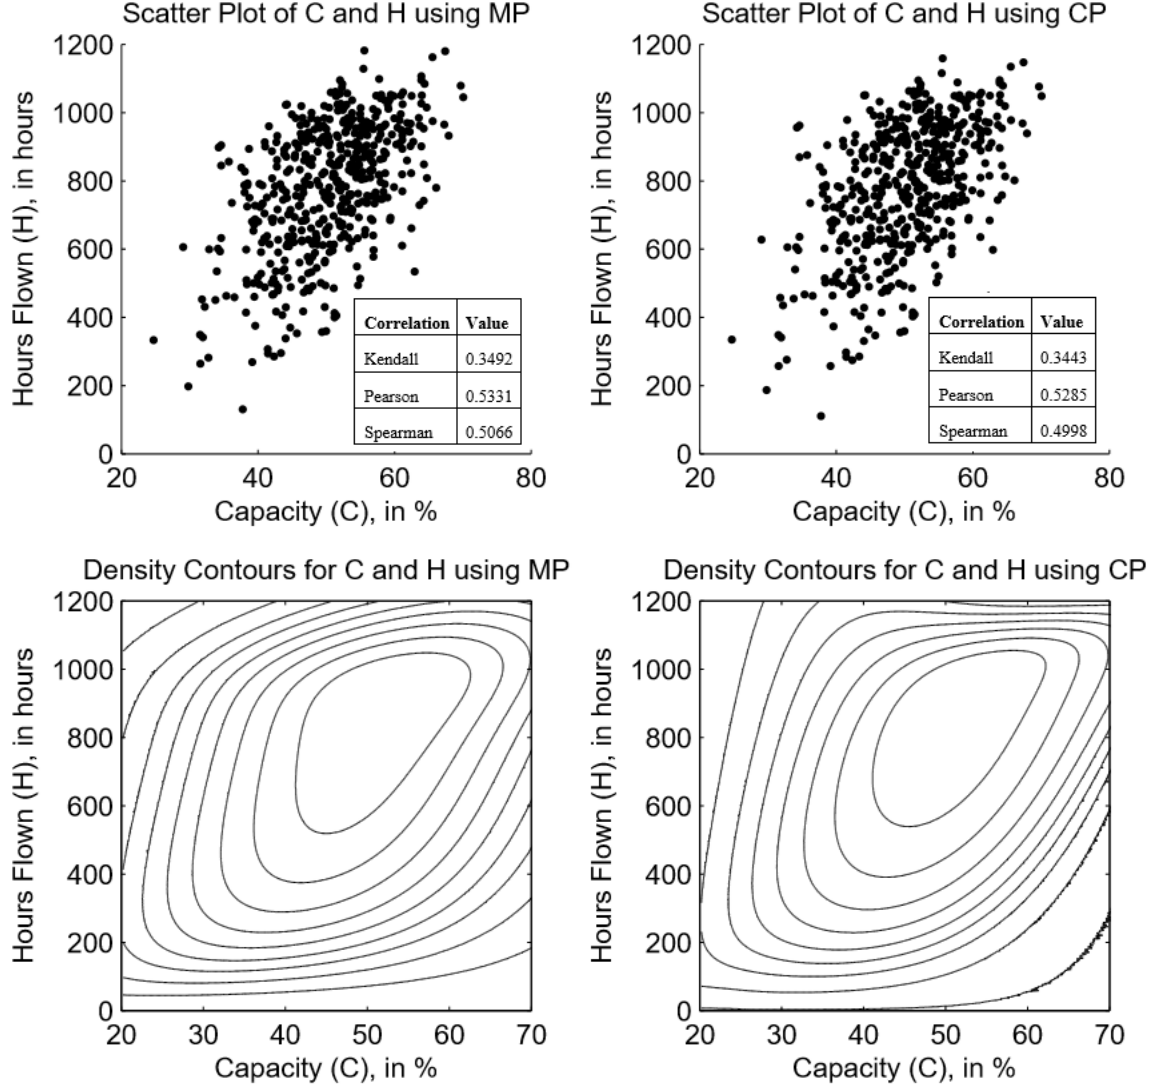 Scatter Plot of C and H using MP
1200
1000
800
600
400
200
0
20 40 60 80
Hours Flown (H), in hours
Capacity (C), in %
Correlation Value
Kendall 0.3492
Pearson 0.5331
Spearman 0.5066
Scatter Plot of C and H using CP
1200
1000
800
600
400
200
0
20 40 60 80
Hours Flown (H), in hours
Capacity (C), in %
Correlation Value
Kendall 0.3443
Pearson 0.5285
Spearman 0.4998
Density Contours for C and H using MP
1200
1000
800
600
400
200
0
20 30 40 50 60 70
Hours Flown (H), in hours
Capacity (C), in %
Density Contours for C and H using CP
1200
1000
800
600
400
200
0
20 30 40 50 60 70
Hours Flown (H), in hours
Capacity (C), in %